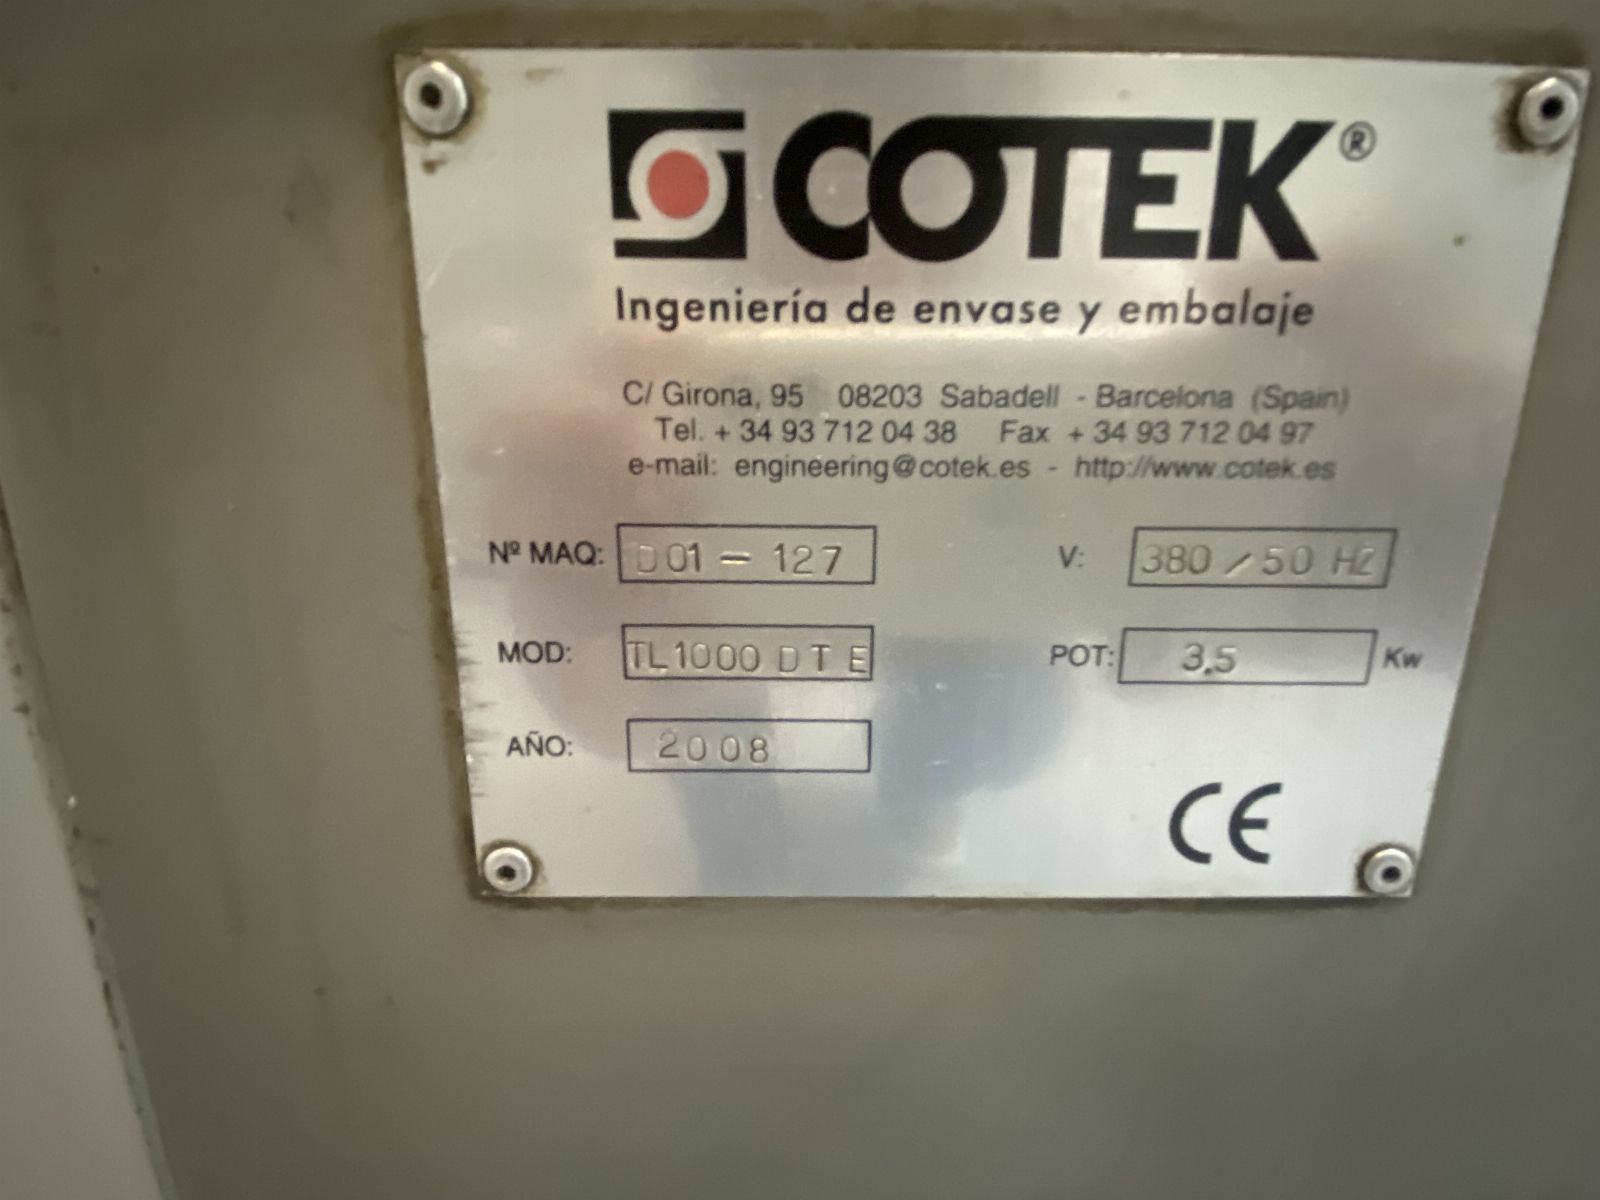 COTEK®
Ingeniería de envase y embalaje
C/ Girona, 95 08203 Sabadell - Barcelona (Spain)
Tel. + 34 93 712 04 38 Fax + 34 93 712 04 97
e-mail: engineering@cotek.es - http://www.cotek.es
Nº MAQ: D01-127 V: 380/50 HZ
MOD: TL1000 DTE POT: 3.5 Kw
AÑO: 2008
CE